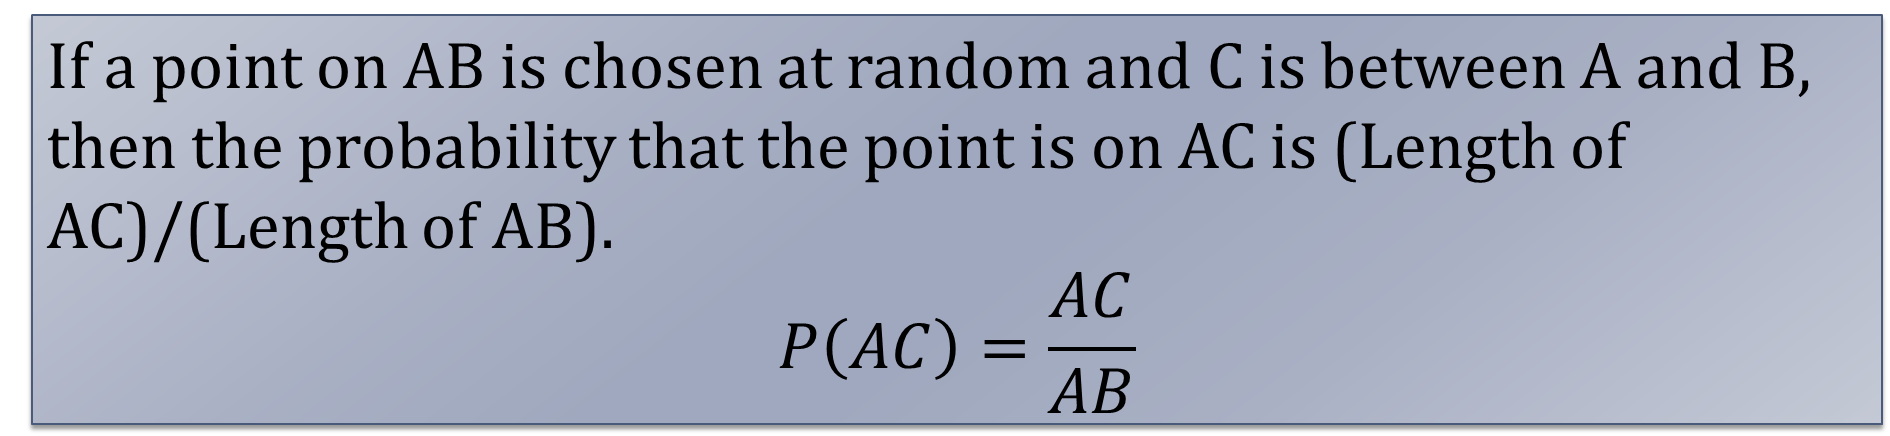 If a point on AB is chosen at random and C is between A and B,
then the probability that the point is on AC is (Length of
AC)/(Length of AB).
P(AC) = AC/AB